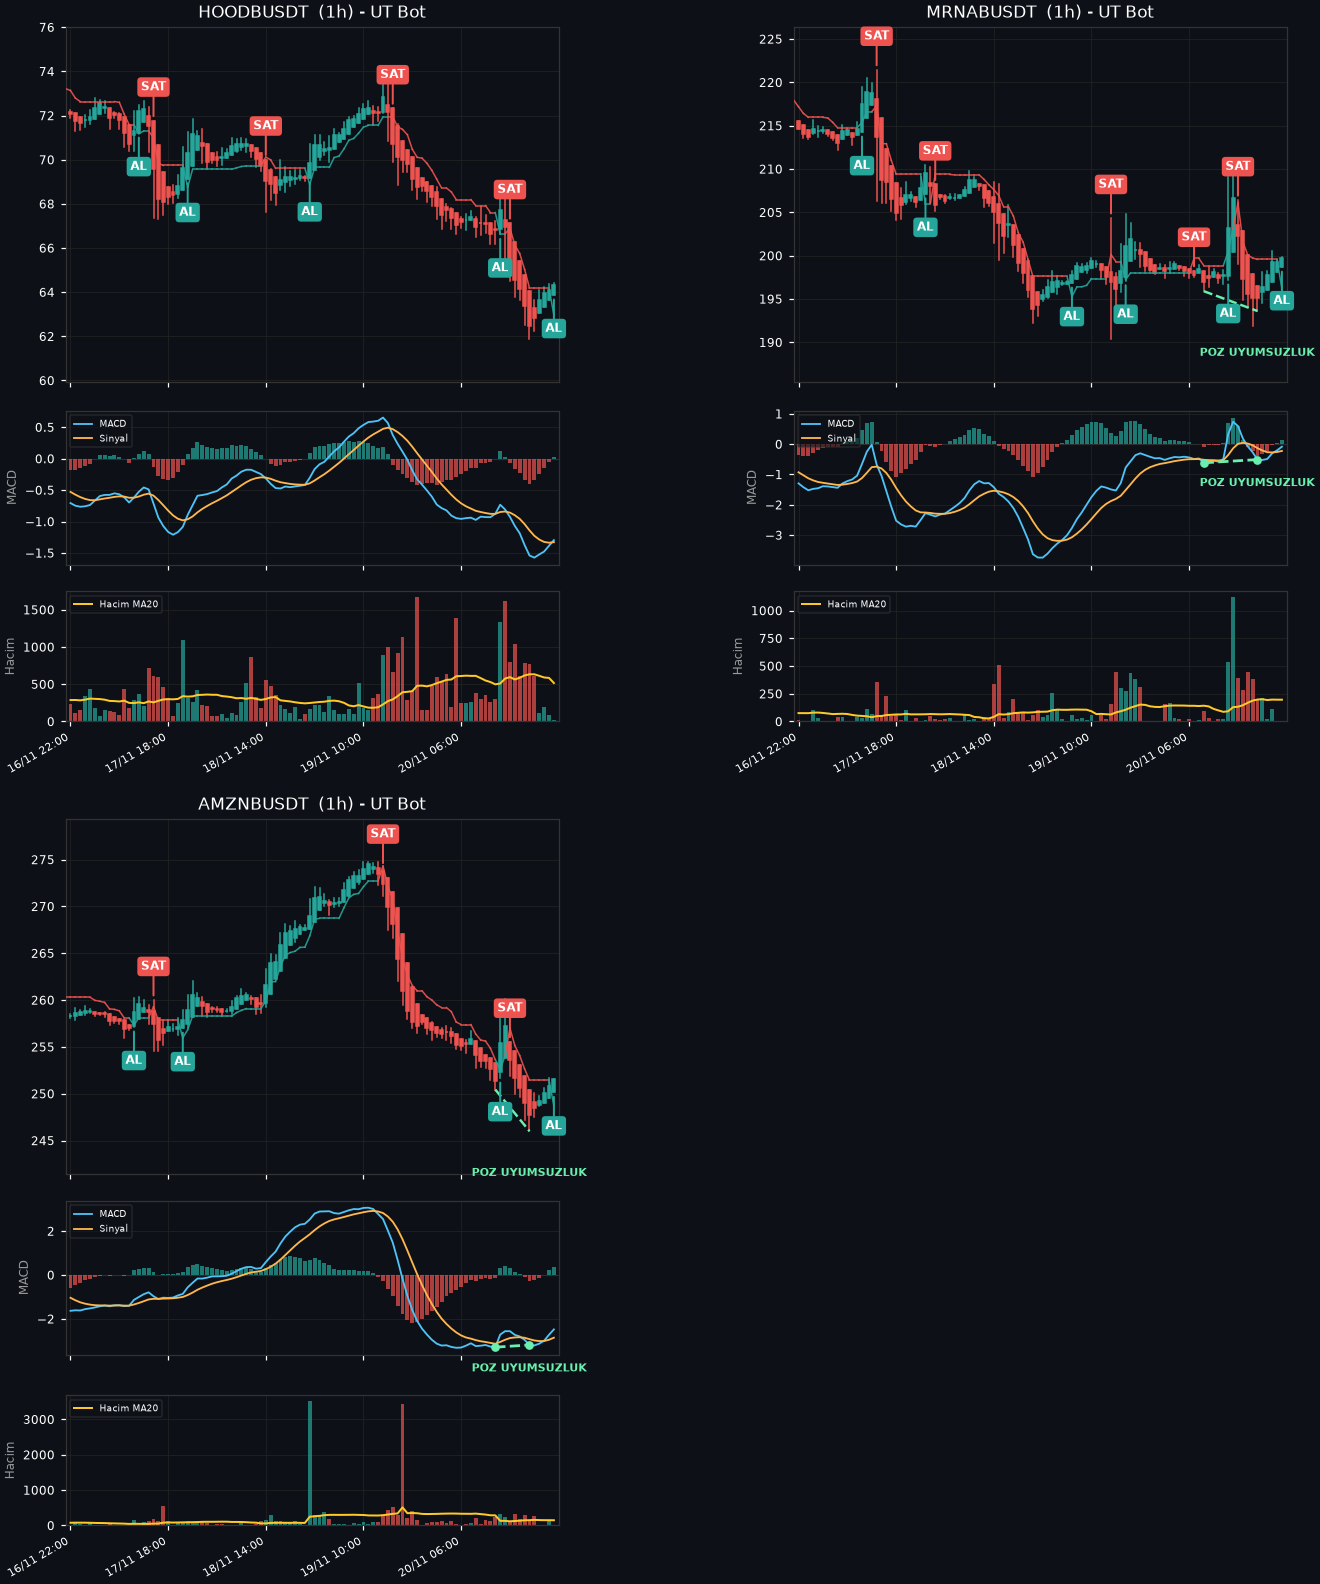 HOODBUSDT (1h) - UT Bot
76
74
72
70
68
66
64
62
60
SAT
AL
AL
SAT
AL
SAT
SAT
AL
AL
MACD
Sinyal
MACD
0.5
0.0
−0.5
−1.0
−1.5
Hacim MA20
Hacim
1500
1000
500
0
16/11 22:00
17/11 18:00
18/11 14:00
19/11 10:00
20/11 06:00
MRNABUSDT (1h) - UT Bot
225
220
215
210
205
200
195
190
SAT
AL
SAT
AL
AL
SAT
AL
SAT
SAT
AL
AL
POZ UYUMSUZLUK
MACD
Sinyal
MACD
1
0
−1
−2
−3
POZ UYUMSUZLUK
Hacim MA20
Hacim
1000
750
500
250
0
16/11 22:00
17/11 18:00
18/11 14:00
19/11 10:00
20/11 06:00
AMZNBUSDT (1h) - UT Bot
275
270
265
260
255
250
245
SAT
AL
AL
SAT
SAT
AL
AL
POZ UYUMSUZLUK
MACD
Sinyal
MACD
2
0
−2
POZ UYUMSUZLUK
Hacim MA20
Hacim
3000
2000
1000
0
16/11 22:00
17/11 18:00
18/11 14:00
19/11 10:00
20/11 06:00